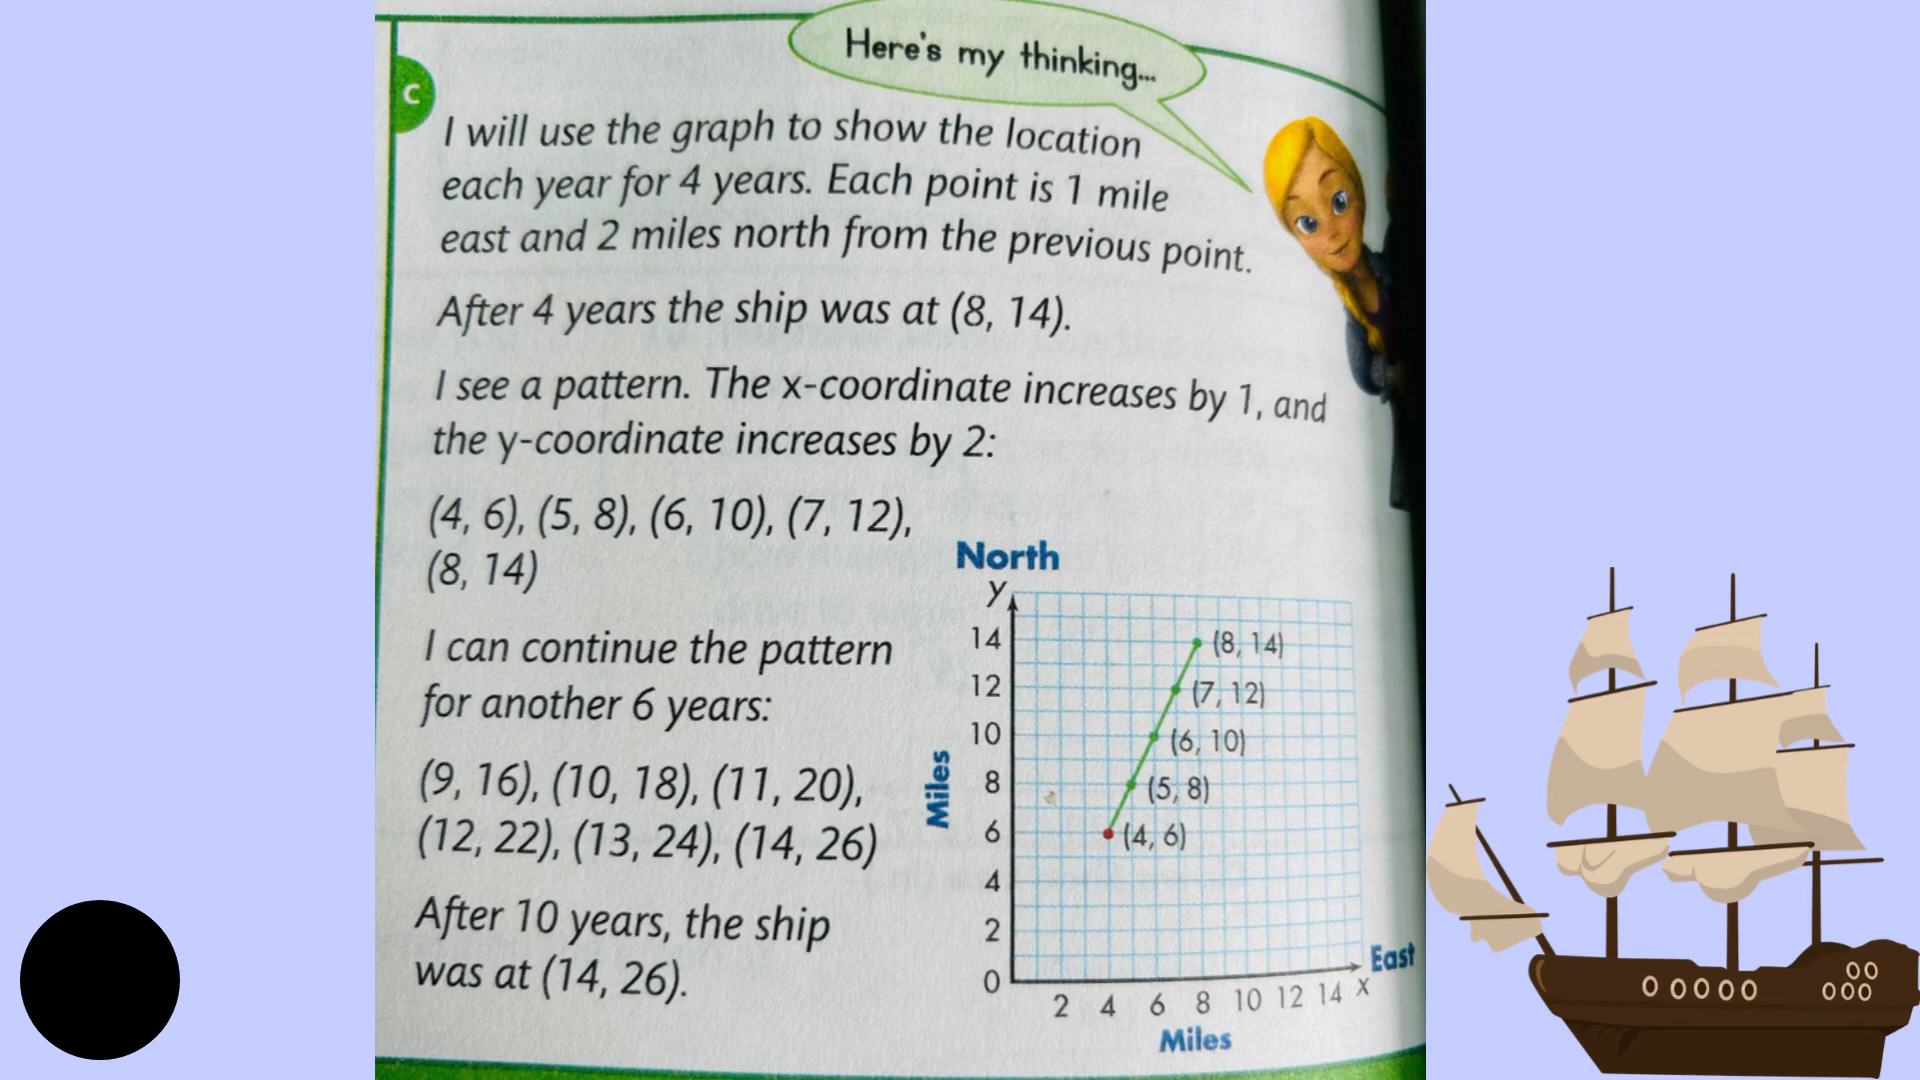 Here's my thinking...
C
I will use the graph to show the location
each year for 4 years. Each point is 1 mile
east and 2 miles north from the previous point.
After 4 years the ship was at (8, 14).
I see a pattern. The x-coordinate increases by 1, and
the y-coordinate increases by 2:
(4, 6), (5, 8), (6, 10), (7, 12),
(8, 14)
I can continue the pattern
for another 6 years:
(9, 16), (10, 18), (11, 20),
(12, 22), (13, 24), (14, 26)
After 10 years, the ship
was at (14, 26).
North
y
14
12
10
8
6
4
2
0
Miles
(8, 14)
(7, 12)
(6, 10)
(5, 8)
(4, 6)
2 4 6 8 10 12 14 x
East
Miles